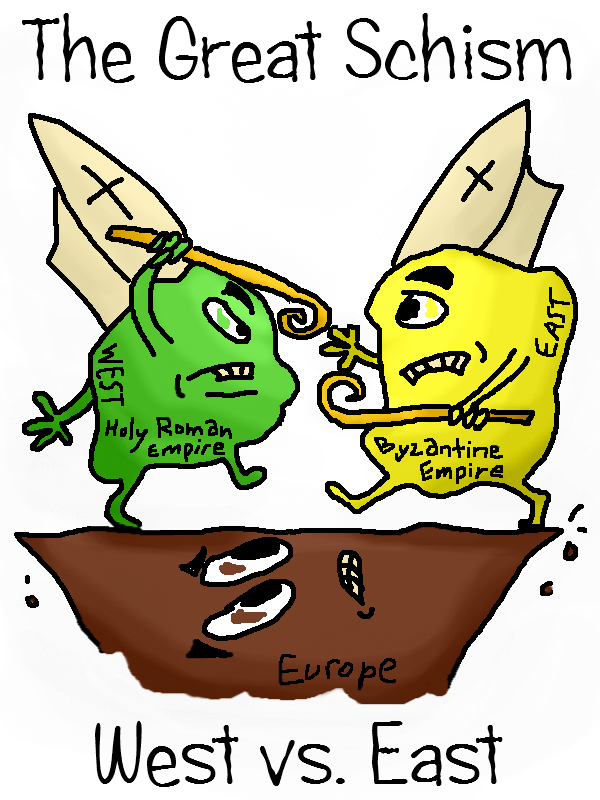 The Great Schism
WEST
Holy Roman
Empire
EAST
Byzantine
Empire
Europe
West vs. East